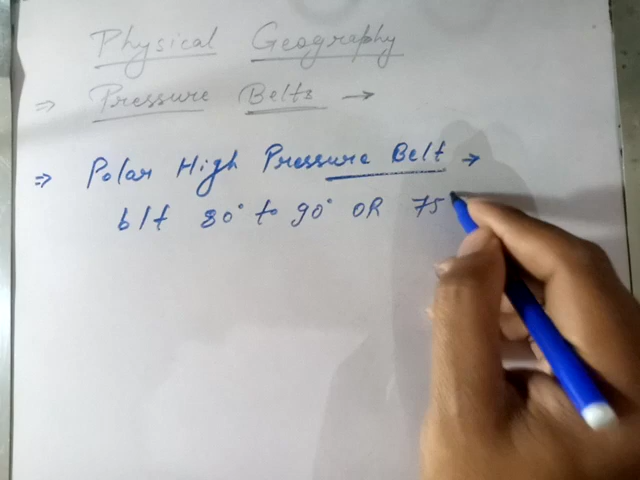 Physical Geography
⇒ Pressure Belts →
⇒ Polar High Pressure Belt →
b/t 80° to 90° OR 75